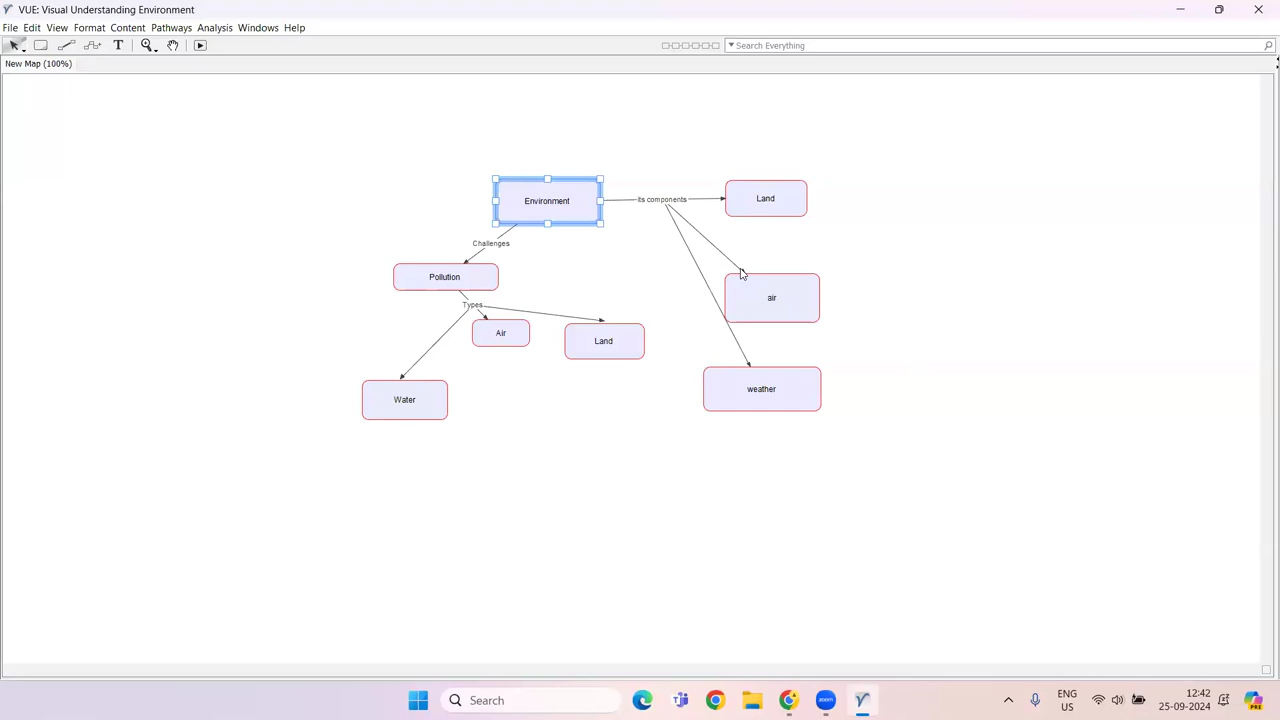 VUE: Visual Understanding Environment
File Edit View Format Content Pathways Analysis Windows Help
Search Everything
New Map (100%)
Environment
its components
Land
Challenges
Pollution
air
Types
Air
Land
weather
Water
Search
ENG
US
12:42
25-09-2024
PRE